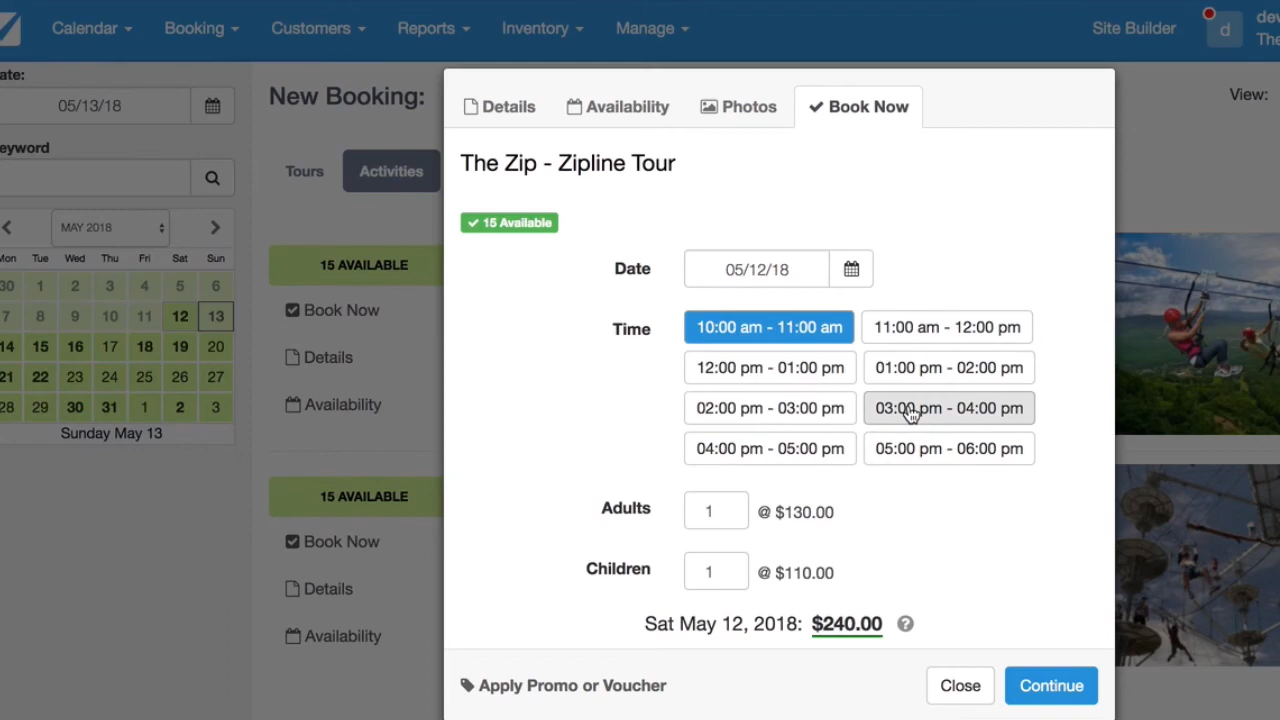 Calendar Booking Customers Reports Inventory Manage Site Builder d dev
The
ate:
05/13/18
eyword
MAY 2018
Mon Tue Wed Thu Fri Sat Sun
30 1 2 3 4 5 6
7 8 9 10 11 12 13
14 15 16 17 18 19 20
21 22 23 24 25 26 27
28 29 30 31 1 2 3
Sunday May 13
New Booking:
View:
Tours Activities
15 AVAILABLE
Book Now
Details
Availability
15 AVAILABLE
Book Now
Details
Availability
Details Availability Photos Book Now
The Zip - Zipline Tour
15 Available
Date 05/12/18
Time 10:00 am - 11:00 am 11:00 am - 12:00 pm
12:00 pm - 01:00 pm 01:00 pm - 02:00 pm
02:00 pm - 03:00 pm 03:00 pm - 04:00 pm
04:00 pm - 05:00 pm 05:00 pm - 06:00 pm
Adults 1 @ $130.00
Children 1 @ $110.00
Sat May 12, 2018: $240.00 ?
Apply Promo or Voucher Close Continue